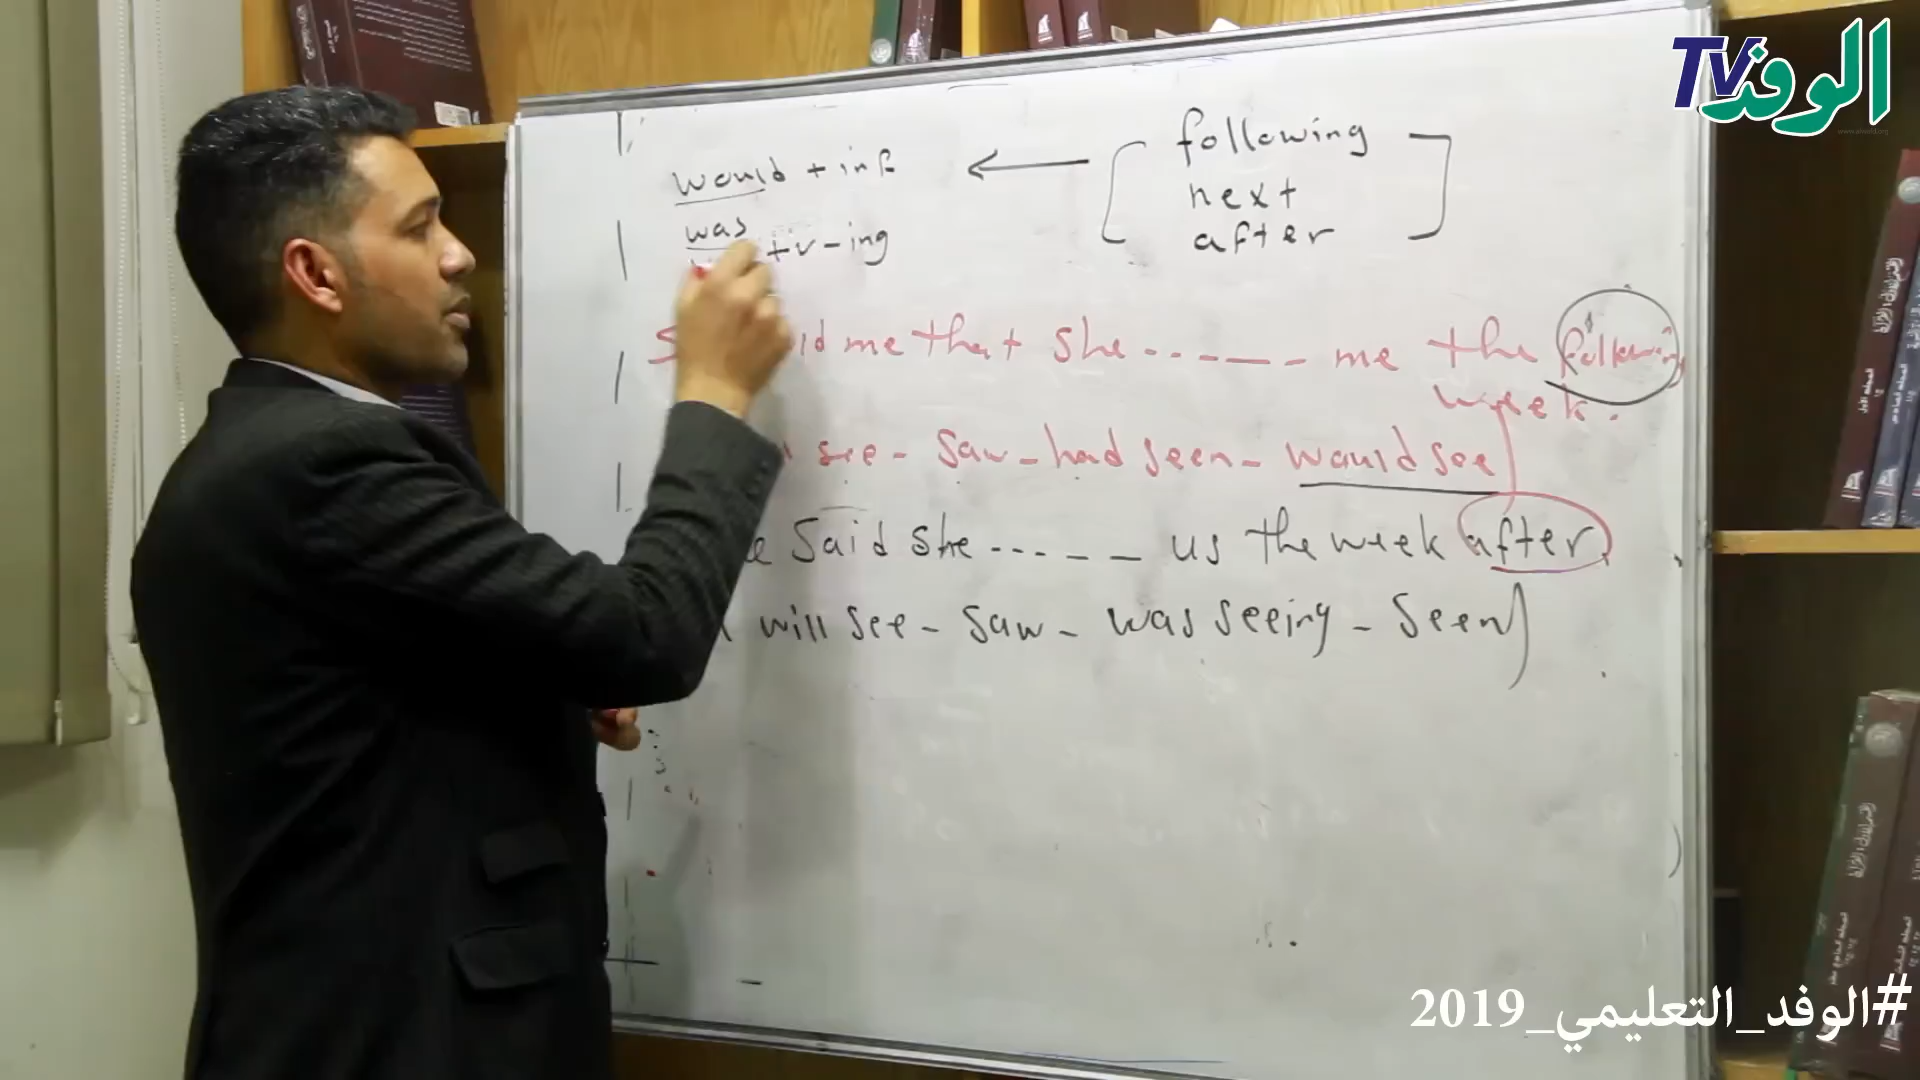 الوفد TV
would + inf ← [ following
next
was
+ v - ing
after ]
me that she ------ me the following
week.
see - saw - had seen - would see
said she ----- us the week after.
will see - saw - was seeing - seen)
#الوفد_التعليمي_2019